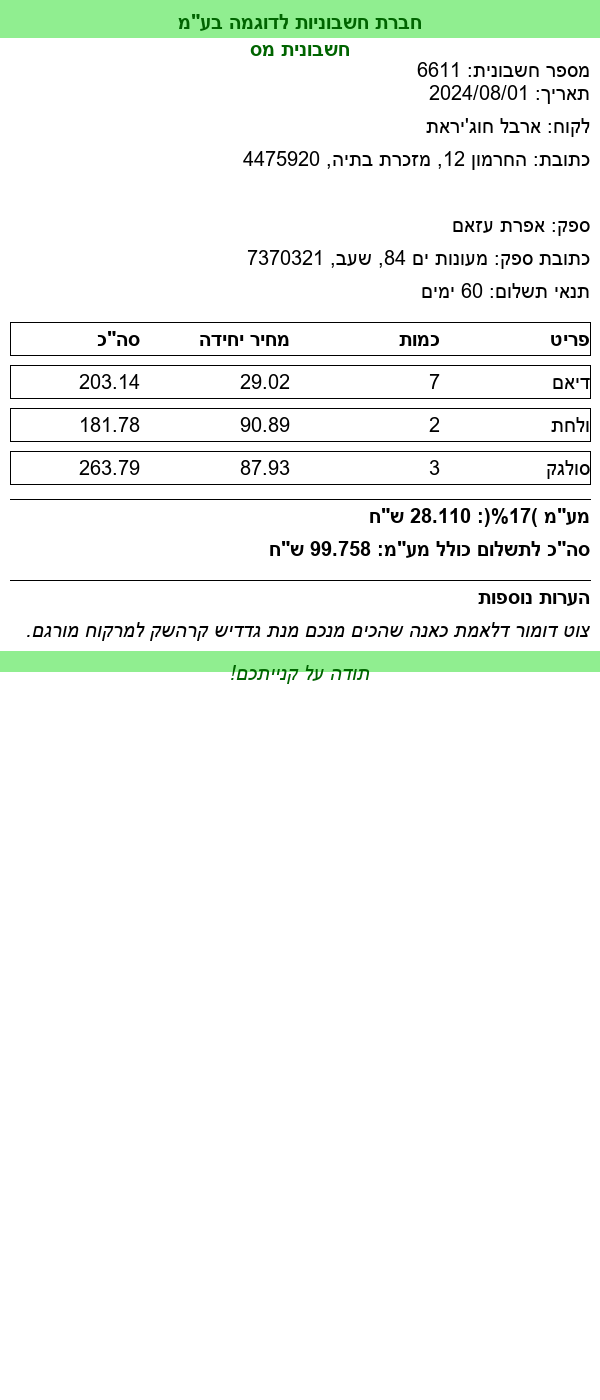 חברת חשבוניות לדוגמה בע"מ
חשבונית מס
מספר חשבונית: 6611
תאריך: 2024/08/01
לקוח: ארבל חוג'יראת
כתובת: החרמון 12, מזכרת בתיה, 4475920
ספק: אפרת עזאם
כתובת ספק: מעונות ים 84, שעב, 7370321
תנאי תשלום: 60 ימים
פריט כמות מחיר יחידה סה"כ
דיאם 7 29.02 203.14
ולחת 2 90.89 181.78
סולגק 3 87.93 263.79
מע"מ )17%(: 28.110 ש"ח
סה"כ לתשלום כולל מע"מ: 99.758 ש"ח
הערות נוספות
צוט דומור דלאמת כאנה שהכים מנכם מנת גדדיש קרהשק למרקוח מורגם.
תודה על קנייתכם!